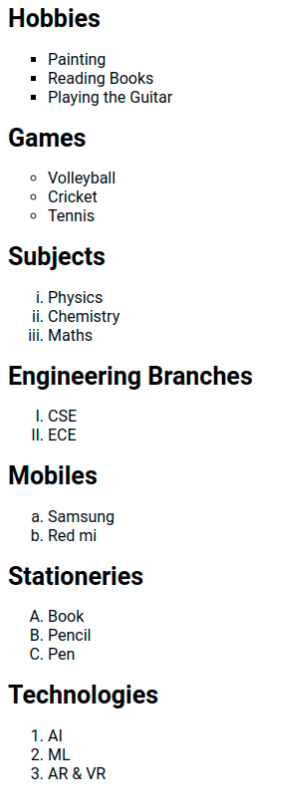 Hobbies
▪ Painting
▪ Reading Books
▪ Playing the Guitar
Games
○ Volleyball
○ Cricket
○ Tennis
Subjects
i. Physics
ii. Chemistry
iii. Maths
Engineering Branches
I. CSE
II. ECE
Mobiles
a. Samsung
b. Red mi
Stationeries
A. Book
B. Pencil
C. Pen
Technologies
1. AI
2. ML
3. AR & VR